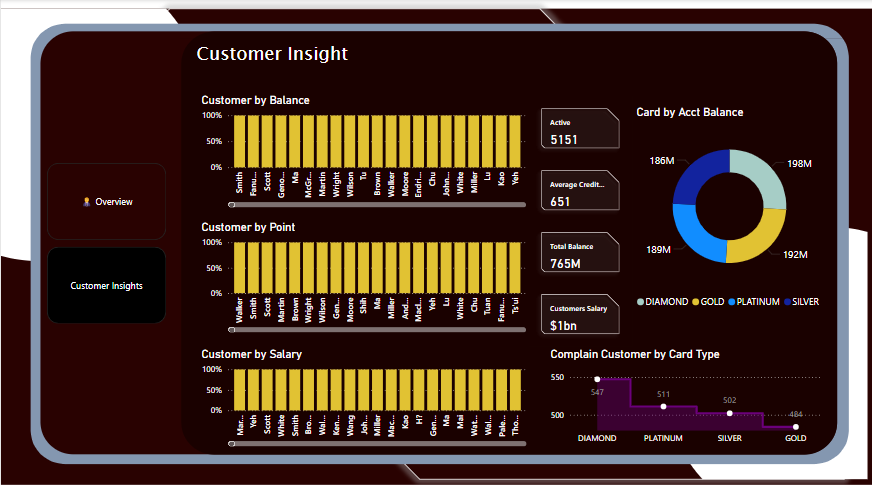 Customer Insight
Overview
Customer Insights
Customer by Balance
100%
50%
0%
Smith
Fanu...
Scott
Geno...
Ma
McGr...
Martin
Wright
Wilson
Tu
Brown
Walker
Moore
Endri...
Chu
John...
White
Miller
Lu
Kao
Yeh
Customer by Point
100%
50%
0%
Walker
Smith
Scott
Martin
Brown
Wright
Wilson
Gen...
Moore
Shih
Ma
Miller
And...
Macl...
Yeh
Lu
White
Chu
Tuan
Fanu...
Ts'ui
Customer by Salary
100%
50%
0%
Mar...
Yeh
Scott
White
Smith
Bro...
Wal...
Ken...
Wang
Joh...
Miller
Mac...
Kao
H?
Gen...
Ma
Mai
Wat...
Wal...
Pale...
Tho...
Active
5151
Average Credit...
651
Total Balance
765M
Customers Salary
$1bn
Card by Acct Balance
186M
198M
189M
192M
DIAMOND
GOLD
PLATINUM
SILVER
Complain Customer by Card Type
550
500
547
511
502
484
DIAMOND
PLATINUM
SILVER
GOLD